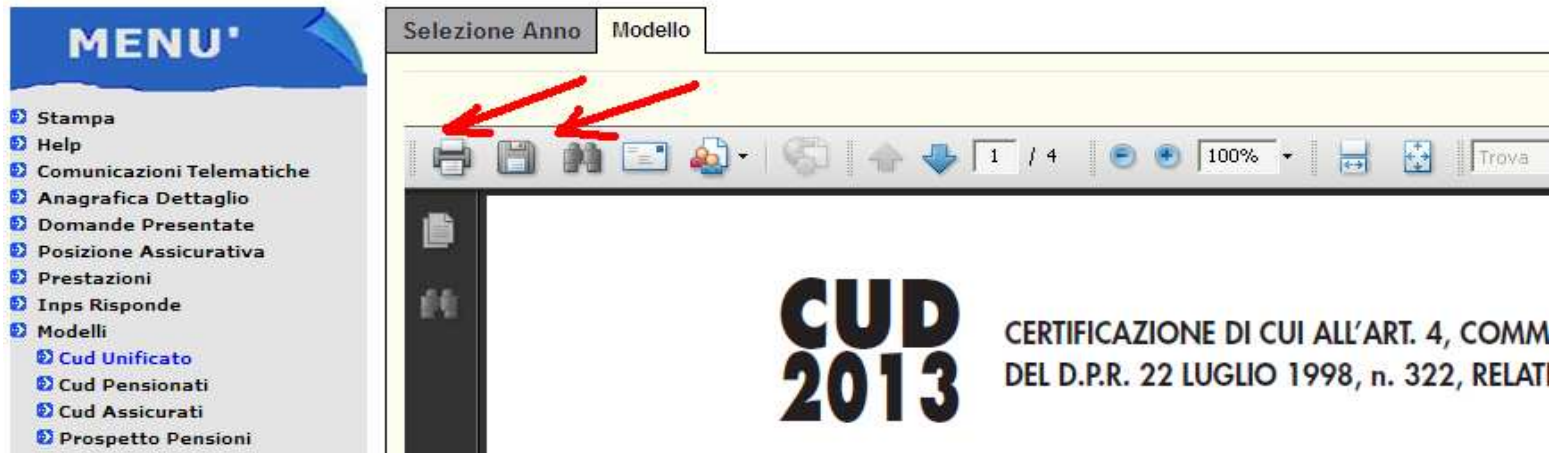 MENU'
Stampa
Help
Comunicazioni Telematiche
Anagrafica Dettaglio
Domande Presentate
Posizione Assicurativa
Prestazioni
Inps Risponde
Modelli
Cud Unificato
Cud Pensionati
Cud Assicurati
Prospetto Pensioni
Selezione Anno Modello
1 / 4 100% Trova
CUD
2013
CERTIFICAZIONE DI CUI ALL'ART. 4, COMM
DEL D.P.R. 22 LUGLIO 1998, n. 322, RELATI